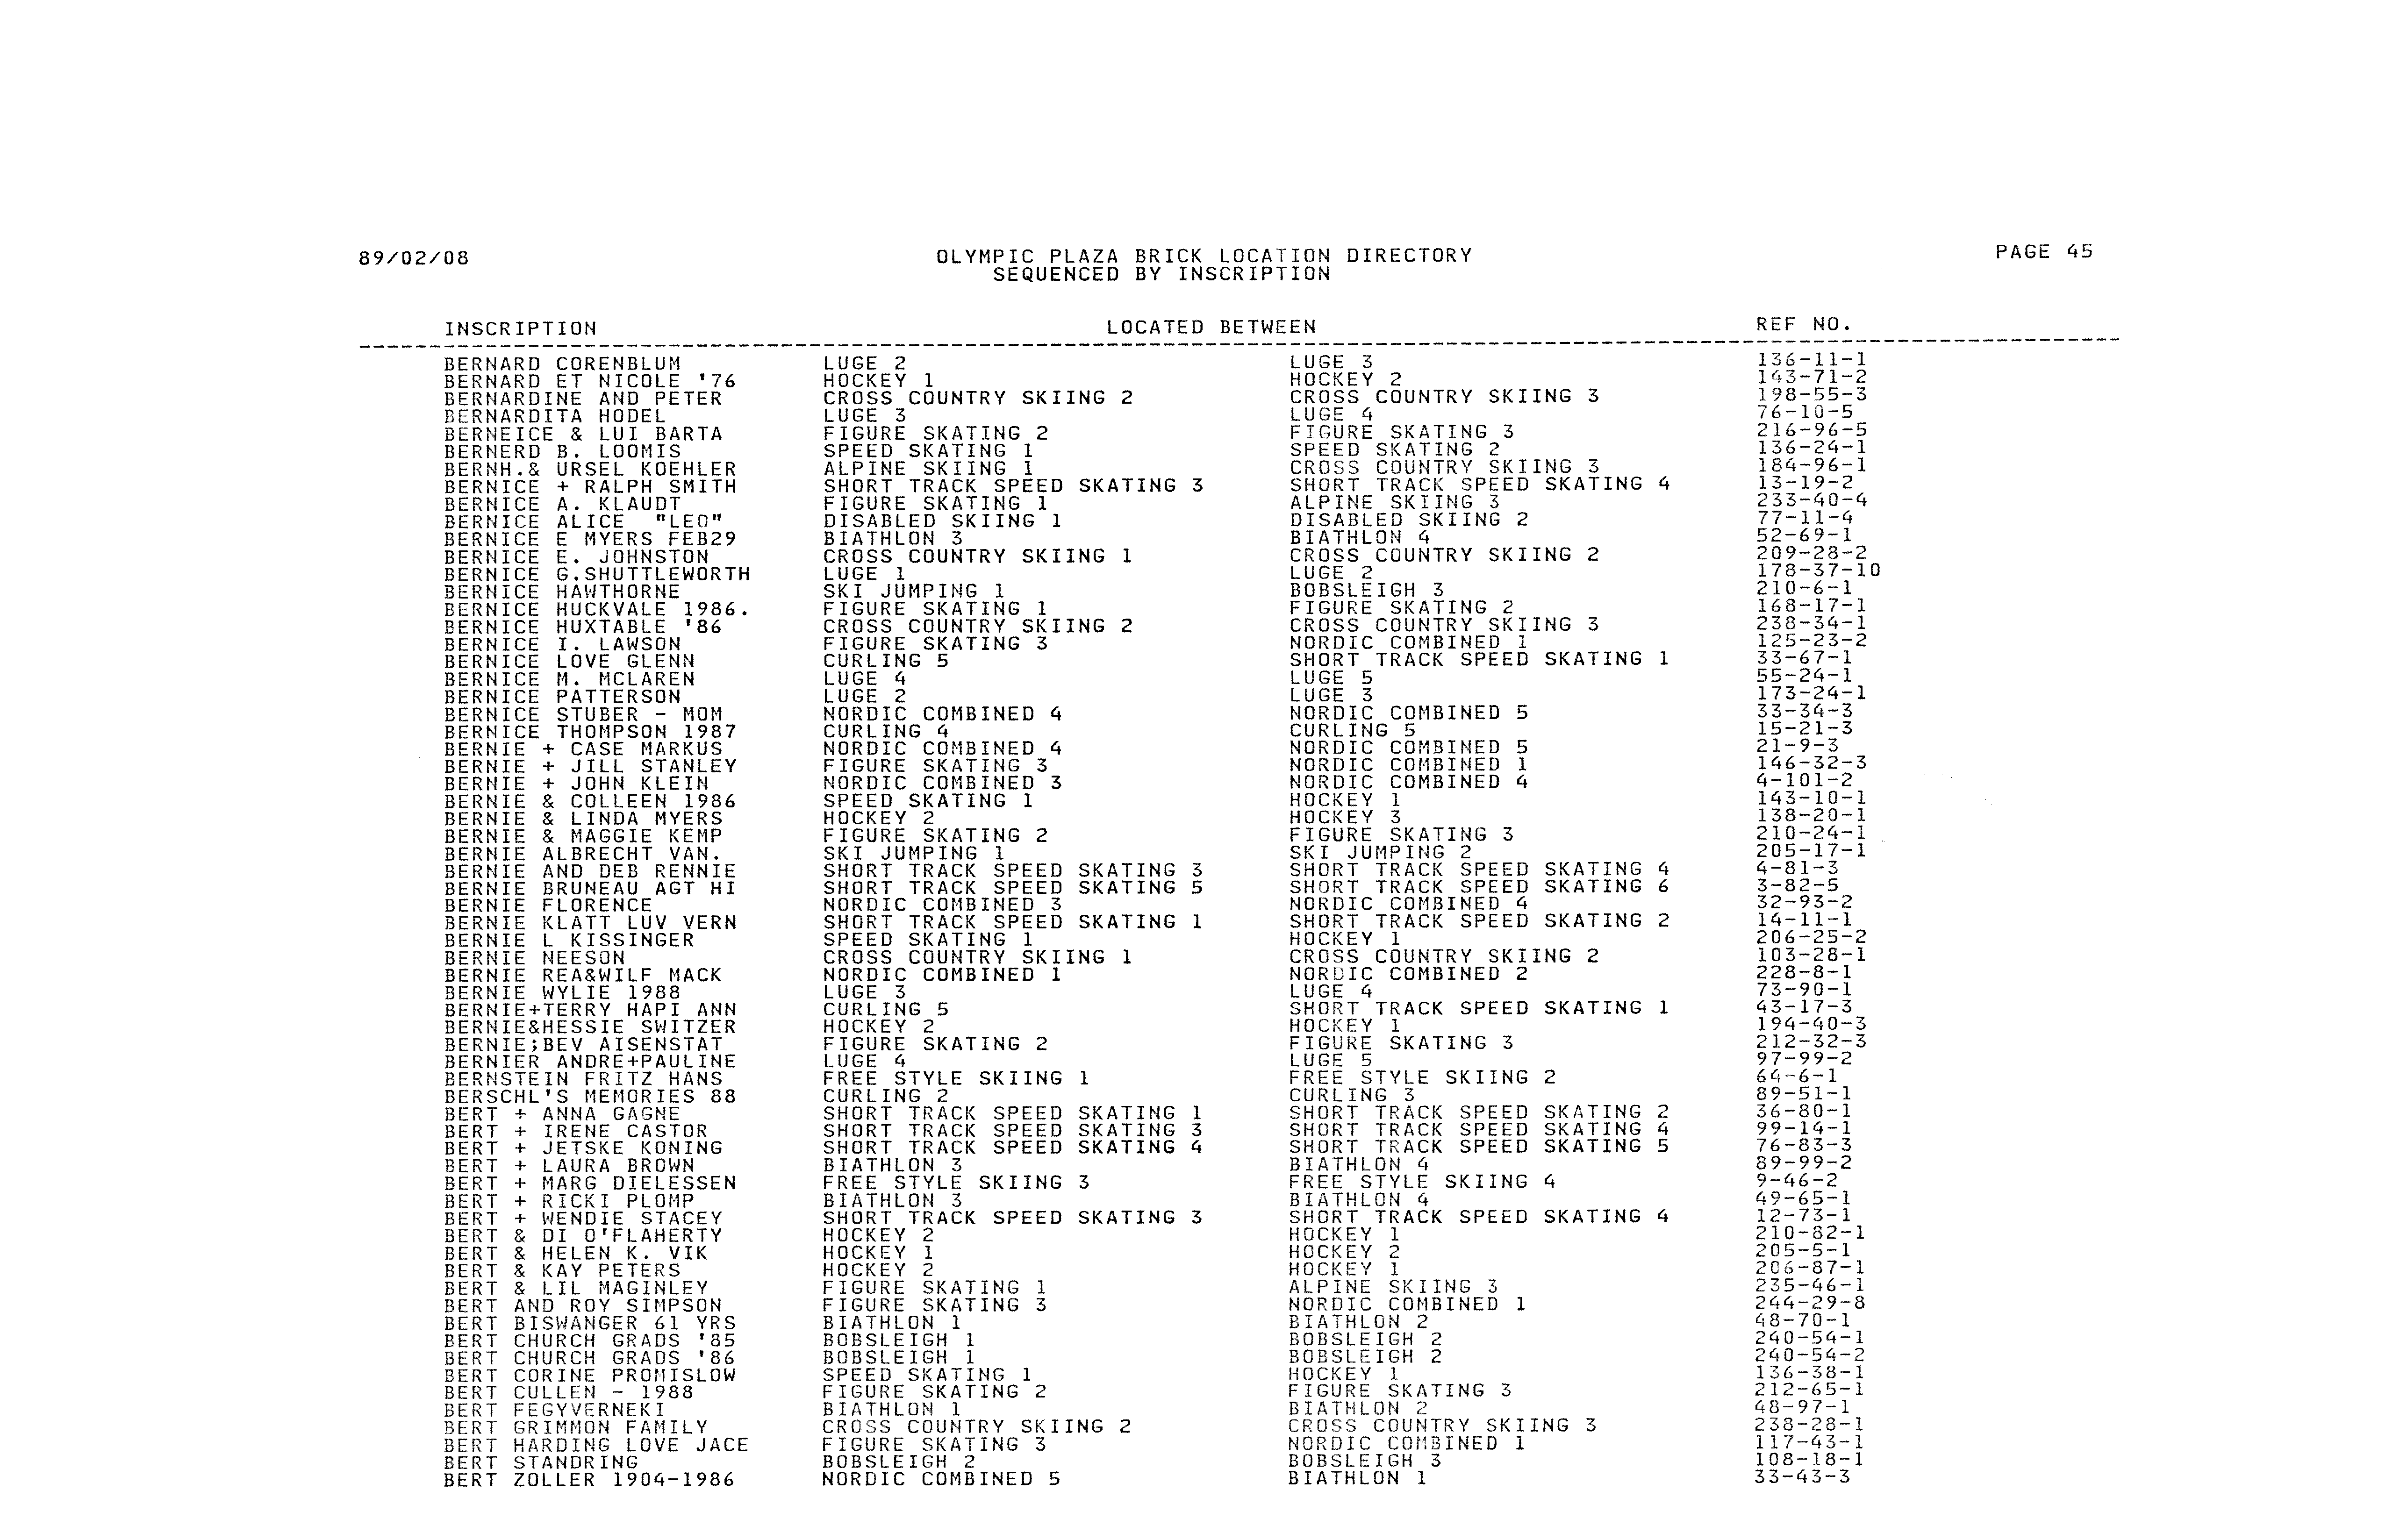 89/02/08 OLYMPIC PLAZA BRICK LOCATION DIRECTORY PAGE 45
SEQUENCED BY INSCRIPTION
INSCRIPTION LOCATED BETWEEN REF NO.
BERNARD CORENBLUM LUGE 2 LUGE 3 136-11-1
BERNARD ET NICOLE '76 HOCKEY 1 HOCKEY 2 143-71-2
BERNARDINE AND PETER CROSS COUNTRY SKIING 2 CROSS COUNTRY SKIING 3 198-55-3
BERNARDITA HODEL LUGE 3 LUGE 4 76-10-5
BERNEICE & LUI BARTA FIGURE SKATING 2 FIGURE SKATING 3 216-96-5
BERNERD B. LOOMIS SPEED SKATING 1 SPEED SKATING 2 136-24-1
BERNH.& URSEL KOEHLER ALPINE SKIING 1 CROSS COUNTRY SKIING 3 184-96-1
BERNICE + RALPH SMITH SHORT TRACK SPEED SKATING 3 SHORT TRACK SPEED SKATING 4 13-19-2
BERNICE A. KLAUDT FIGURE SKATING 1 ALPINE SKIING 3 233-40-4
BERNICE ALICE "LEO" DISABLED SKIING 1 DISABLED SKIING 2 77-11-4
BERNICE E MYERS FEB29 BIATHLON 3 BIATHLON 4 52-69-1
BERNICE E. JOHNSTON CROSS COUNTRY SKIING 1 CROSS COUNTRY SKIING 2 209-28-2
BERNICE G.SHUTTLEWORTH LUGE 1 LUGE 2 178-37-10
BERNICE HAWTHORNE SKI JUMPING 1 BOBSLEIGH 3 210-6-1
BERNICE HUCKVALE 1986. FIGURE SKATING 1 FIGURE SKATING 2 168-17-1
BERNICE HUXTABLE '86 CROSS COUNTRY SKIING 2 CROSS COUNTRY SKIING 3 238-34-1
BERNICE I. LAWSON FIGURE SKATING 3 NORDIC COMBINED 1 125-23-2
BERNICE LOVE GLENN CURLING 5 SHORT TRACK SPEED SKATING 1 33-67-1
BERNICE M. MCLAREN LUGE 4 LUGE 5 55-24-1
BERNICE PATTERSON LUGE 2 LUGE 3 173-24-1
BERNICE STUBER - MOM NORDIC COMBINED 4 NORDIC COMBINED 5 33-34-3
BERNICE THOMPSON 1987 CURLING 4 CURLING 5 15-21-3
BERNIE + CASE MARKUS NORDIC COMBINED 4 NORDIC COMBINED 5 21-9-3
BERNIE + JILL STANLEY FIGURE SKATING 3 NORDIC COMBINED 1 146-32-3
BERNIE + JOHN KLEIN NORDIC COMBINED 3 NORDIC COMBINED 4 4-101-2
BERNIE & COLLEEN 1986 SPEED SKATING 1 HOCKEY 1 143-10-1
BERNIE & LINDA MYERS HOCKEY 2 HOCKEY 3 138-20-1
BERNIE & MAGGIE KEMP FIGURE SKATING 2 FIGURE SKATING 3 210-24-1
BERNIE ALBRECHT VAN. SKI JUMPING 1 SKI JUMPING 2 205-17-1
BERNIE AND DEB RENNIE SHORT TRACK SPEED SKATING 3 SHORT TRACK SPEED SKATING 4 4-81-3
BERNIE BRUNEAU AGT HI SHORT TRACK SPEED SKATING 5 SHORT TRACK SPEED SKATING 6 3-82-5
BERNIE FLORENCE NORDIC COMBINED 3 NORDIC COMBINED 4 32-93-2
BERNIE KLATT LUV VERN SHORT TRACK SPEED SKATING 1 SHORT TRACK SPEED SKATING 2 14-11-1
BERNIE L KISSINGER SPEED SKATING 1 HOCKEY 1 206-25-2
BERNIE NEESON CROSS COUNTRY SKIING 1 CROSS COUNTRY SKIING 2 103-28-1
BERNIE REA&WILF MACK NORDIC COMBINED 1 NORDIC COMBINED 2 228-8-1
BERNIE WYLIE 1988 LUGE 3 LUGE 4 73-90-1
BERNIE+TERRY HAPI ANN CURLING 5 SHORT TRACK SPEED SKATING 1 43-17-3
BERNIE&HESSIE SWITZER HOCKEY 2 HOCKEY 1 194-40-3
BERNIE;BEV AISENSTAT FIGURE SKATING 2 FIGURE SKATING 3 212-32-3
BERNIER ANDRE+PAULINE LUGE 4 LUGE 5 97-99-2
BERNSTEIN FRITZ HANS FREE STYLE SKIING 1 FREE STYLE SKIING 2 64-6-1
BERSCHL'S MEMORIES 88 CURLING 2 CURLING 3 89-51-1
BERT + ANNA GAGNE SHORT TRACK SPEED SKATING 1 SHORT TRACK SPEED SKATING 2 36-80-1
BERT + IRENE CASTOR SHORT TRACK SPEED SKATING 3 SHORT TRACK SPEED SKATING 4 99-14-1
BERT + JETSKE KONING SHORT TRACK SPEED SKATING 4 SHORT TRACK SPEED SKATING 5 76-83-3
BERT + LAURA BROWN BIATHLON 3 BIATHLON 4 89-99-2
BERT + MARG DIELESSEN FREE STYLE SKIING 3 FREE STYLE SKIING 4 9-46-2
BERT + RICKI PLOMP BIATHLON 3 BIATHLON 4 49-65-1
BERT + WENDIE STACEY SHORT TRACK SPEED SKATING 3 SHORT TRACK SPEED SKATING 4 12-73-1
BERT & DI O'FLAHERTY HOCKEY 2 HOCKEY 1 210-82-1
BERT & HELEN K. VIK HOCKEY 1 HOCKEY 2 205-5-1
BERT & KAY PETERS HOCKEY 2 HOCKEY 1 206-87-1
BERT & LIL MAGINLEY FIGURE SKATING 1 ALPINE SKIING 3 235-46-1
BERT AND ROY SIMPSON FIGURE SKATING 3 NORDIC COMBINED 1 244-29-8
BERT BISWANGER 61 YRS BIATHLON 1 BIATHLON 2 48-70-1
BERT CHURCH GRADS '85 BOBSLEIGH 1 BOBSLEIGH 2 240-54-1
BERT CHURCH GRADS '86 BOBSLEIGH 1 BOBSLEIGH 2 240-54-2
BERT CORINE PROMISLOW SPEED SKATING 1 HOCKEY 1 136-38-1
BERT CULLEN - 1988 FIGURE SKATING 2 FIGURE SKATING 3 212-65-1
BERT FEGYVERNEKI BIATHLON 1 BIATHLON 2 48-97-1
BERT GRIMMON FAMILY CROSS COUNTRY SKIING 2 CROSS COUNTRY SKIING 3 238-28-1
BERT HARDING LOVE JACE FIGURE SKATING 3 NORDIC COMBINED 1 117-43-1
BERT STANDRING BOBSLEIGH 2 BOBSLEIGH 3 108-18-1
BERT ZOLLER 1904-1986 NORDIC COMBINED 5 BIATHLON 1 33-43-3